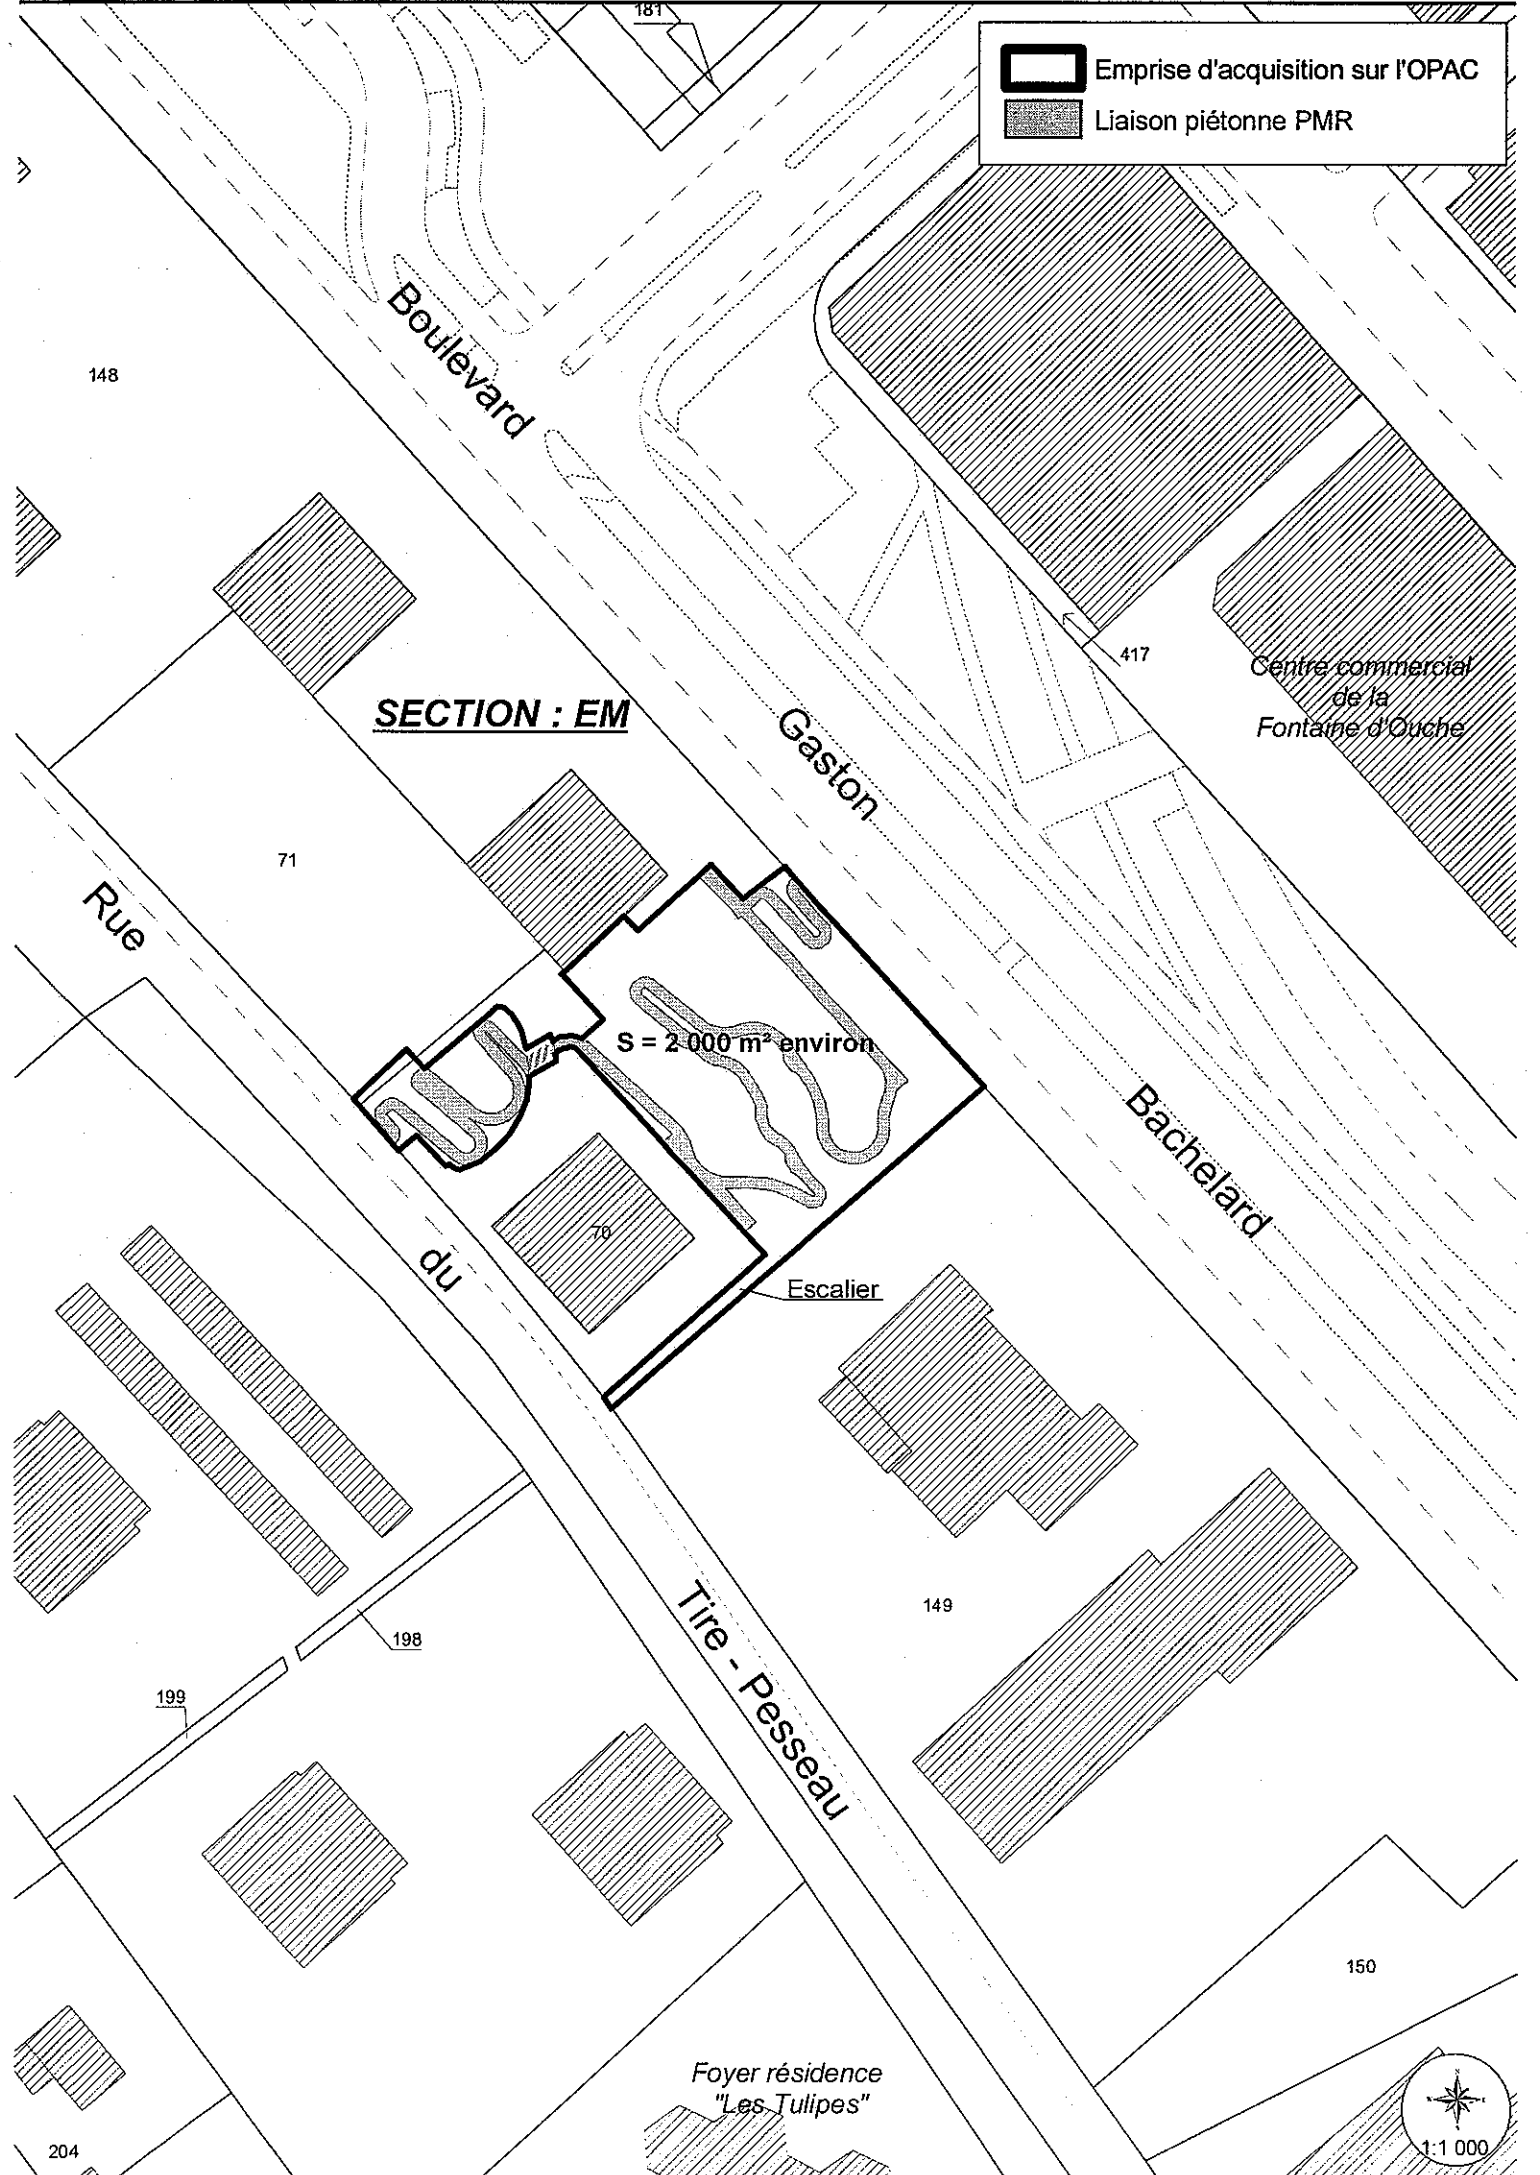 181
Emprise d'acquisition sur l'OPAC
Liaison piétonne PMR
Boulevard
148
417
Centre commercial
de la
Fontaine d'Ouche
SECTION : EM
Gaston
71
Rue
S = 2 000 m² environ
Bachelard
70
du
Escalier
149
Tire - Pesseau
198
199
150
Foyer résidence
"Les Tulipes"
204
1:1 000